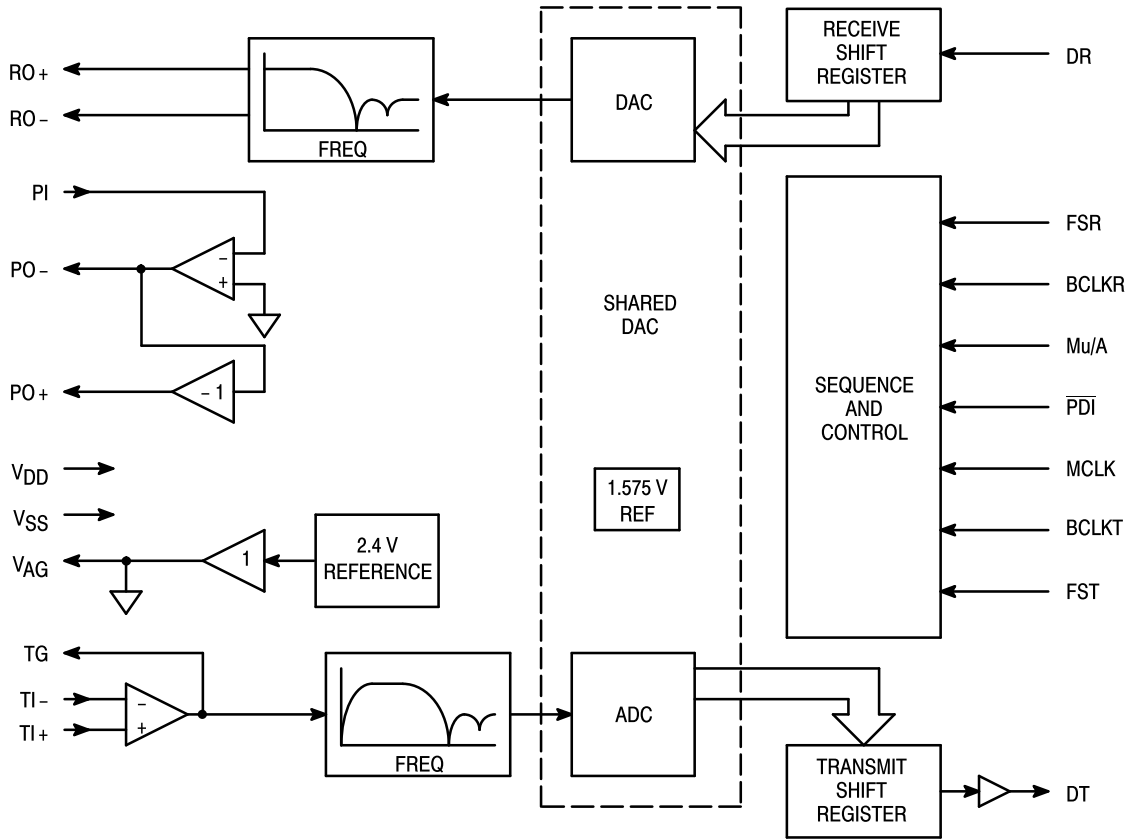 RO+
RO−
FREQ
DAC
RECEIVE
SHIFT
REGISTER
DR
PI
PO−
−
+
PO+
− 1
SHARED
DAC
SEQUENCE
AND
CONTROL
FSR
BCLKR
Mu/A
P̅D̅I̅
MCLK
BCLKT
FST
VDD
VSS
VAG
1
2.4 V
REFERENCE
1.575 V
REF
TG
TI−
TI+
−
+
FREQ
ADC
TRANSMIT
SHIFT
REGISTER
DT